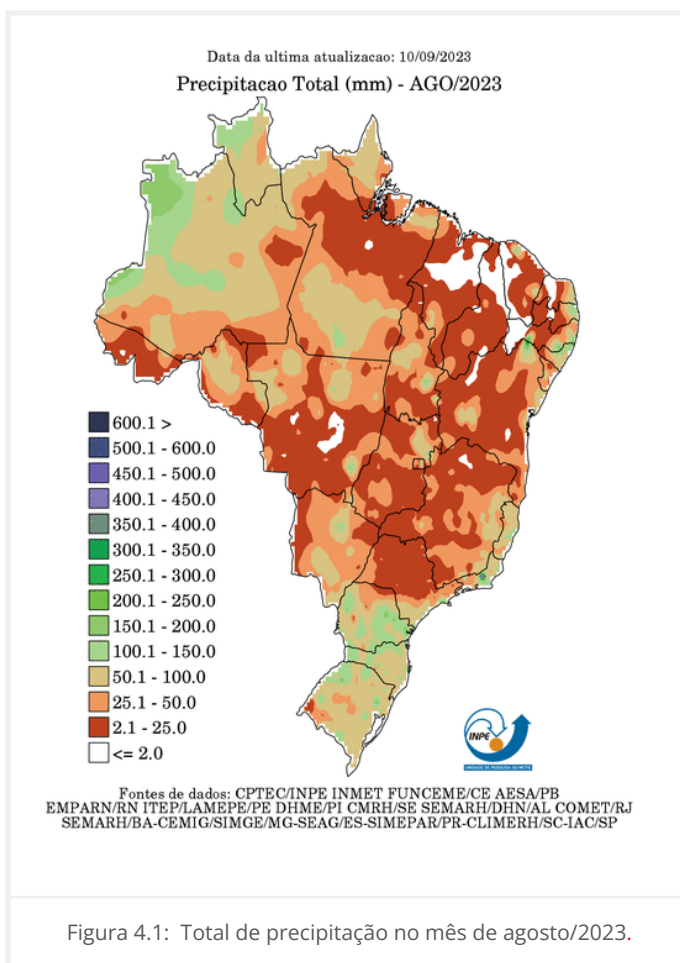 Data da ultima atualizacao: 10/09/2023
Precipitacao Total (mm) - AGO/2023
600.1 >
500.1 - 600.0
450.1 - 500.0
400.1 - 450.0
350.1 - 400.0
300.1 - 350.0
250.1 - 300.0
200.1 - 250.0
150.1 - 200.0
100.1 - 150.0
50.1 - 100.0
25.1 - 50.0
2.1 - 25.0
<= 2.0
INPE
Fontes de dados: CPTEC/INPE INMET FUNCEME/CE AESA/PB
EMPARN/RN ITEP/LAMEPE/PE DHME/PI CMRH/SE SEMARH/DHN/AL COMET/RJ
SEMARH/BA-CEMIG/SIMGE/MG-SEAG/ES-SIMEPAR/PR-CLIMERH/SC-IAC/SP
Figura 4.1: Total de precipitação no mês de agosto/2023.